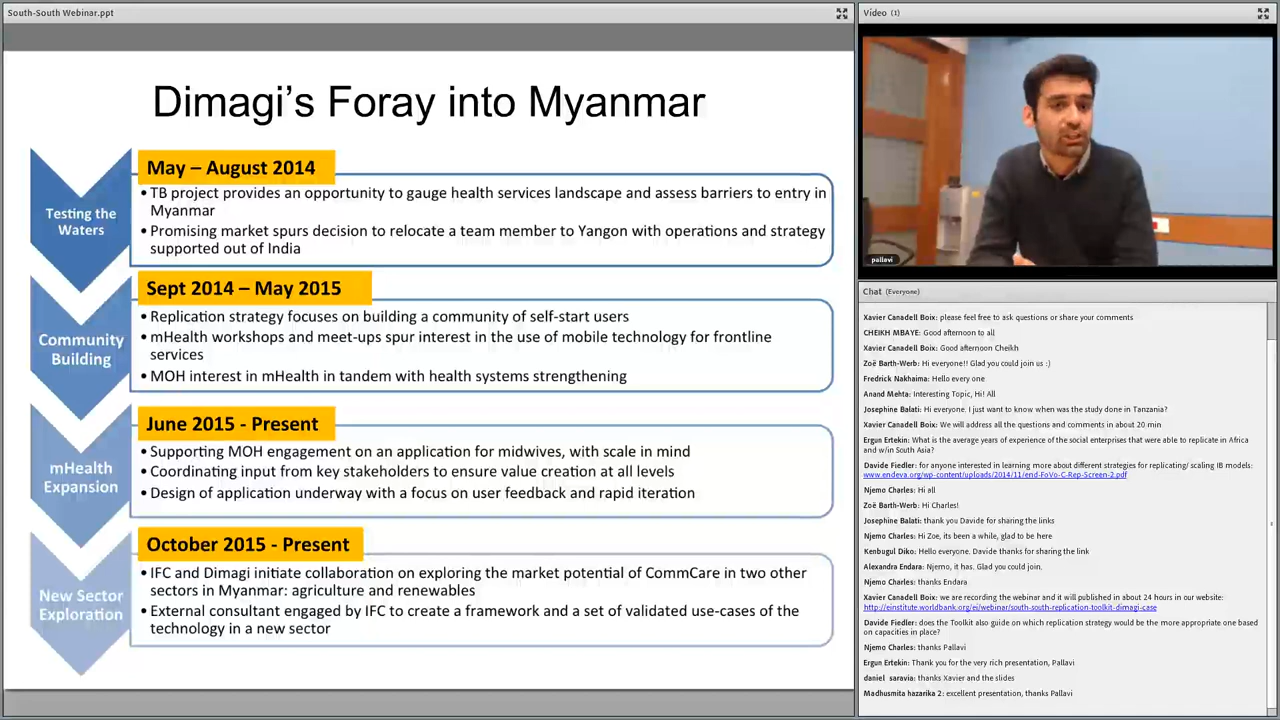 South-South Webinar.ppt
Dimagi's Foray into Myanmar
Testing the
Waters
May – August 2014
• TB project provides an opportunity to gauge health services landscape and assess barriers to entry in
Myanmar
• Promising market spurs decision to relocate a team member to Yangon with operations and strategy
supported out of India
Community
Building
Sept 2014 – May 2015
• Replication strategy focuses on building a community of self-start users
• mHealth workshops and meet-ups spur interest in the use of mobile technology for frontline
services
• MOH interest in mHealth in tandem with health systems strengthening
mHealth
Expansion
June 2015 - Present
• Supporting MOH engagement on an application for midwives, with scale in mind
• Coordinating input from key stakeholders to ensure value creation at all levels
• Design of application underway with a focus on user feedback and rapid iteration
New Sector
Exploration
October 2015 - Present
• IFC and Dimagi initiate collaboration on exploring the market potential of CommCare in two other
sectors in Myanmar: agriculture and renewables
• External consultant engaged by IFC to create a framework and a set of validated use-cases of the
technology in a new sector
Vídeo (1)
pallavi
Chat (Everyone)
Xavier Canadell Boix: please feel free to ask questions or share your comments
CHEIKH MBAYE: Good afternoon to all
Xavier Canadell Boix: Good afternoon Cheikh
Zoë Barth-Werb: Hi everyone!! Glad you could join us :)
Fredrick Nakhaima: Hello every one
Anand Mehta: Interesting Topic, Hi! All
Josephine Balati: Hi everyone. I just want to know when was the study done in Tanzania?
Xavier Canadell Boix: We will address all the questions and comments in about 20 min
Ergun Ertekin: What is the average years of experience of the social enterprises that were able to replicate in Africa
and w/in South Asia?
Davide Fiedler: for anyone interested in learning more about different strategies for replicating/ scaling IB models:
www.endeva.org/wp-content/uploads/2014/11/end-FoVo-C-Rep-Screen-2.pdf
Njemo Charles: Hi all
Zoë Barth-Werb: Hi Charles!
Josephine Balati: thank you Davide for sharing the links
Njemo Charles: Hi Zoe, its been a while, glad to be here
Kenbugul Diko: Hello everyone. Davide thanks for sharing the link
Alexandra Endara: Njemo, it has. Glad you could join.
Njemo Charles: thanks Endara
Xavier Canadell Boix: we are recording the webinar and it will published in about 24 hours in our website:
http://einstitute.worldbank.org/ei/webinar/south-south-replication-toolkit-dimagi-case
Davide Fiedler: does the Toolkit also guide on which replication strategy would be the more appropriate one based
on capacities in place?
Njemo Charles: thanks Pallavi
Ergun Ertekin: Thank you for the very rich presentation, Pallavi
daniel saravia: thanks Xavier and the slides
Madhusmita hazarika 2: excellent presentation, thanks Pallavi